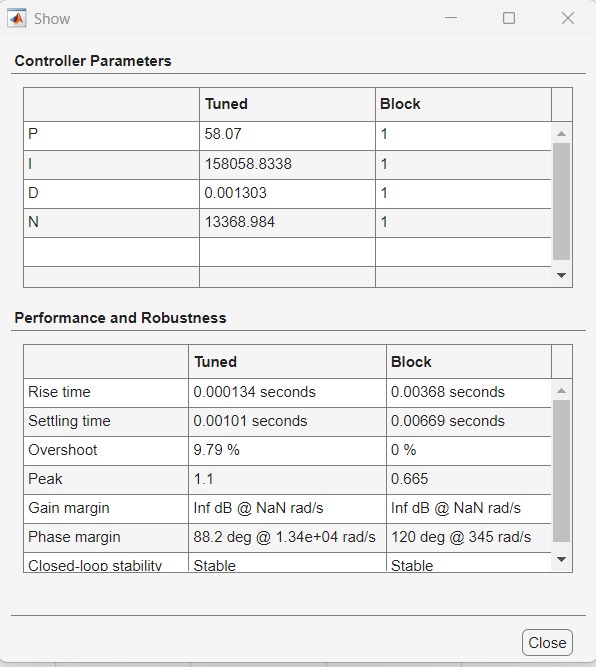 Show
Controller Parameters
Tuned Block
P 58.07 1
I 158058.8338 1
D 0.001303 1
N 13368.984 1
Performance and Robustness
Tuned Block
Rise time 0.000134 seconds 0.00368 seconds
Settling time 0.00101 seconds 0.00669 seconds
Overshoot 9.79 % 0 %
Peak 1.1 0.665
Gain margin Inf dB @ NaN rad/s Inf dB @ NaN rad/s
Phase margin 88.2 deg @ 1.34e+04 rad/s 120 deg @ 345 rad/s
Closed-loop stability Stable Stable
Close